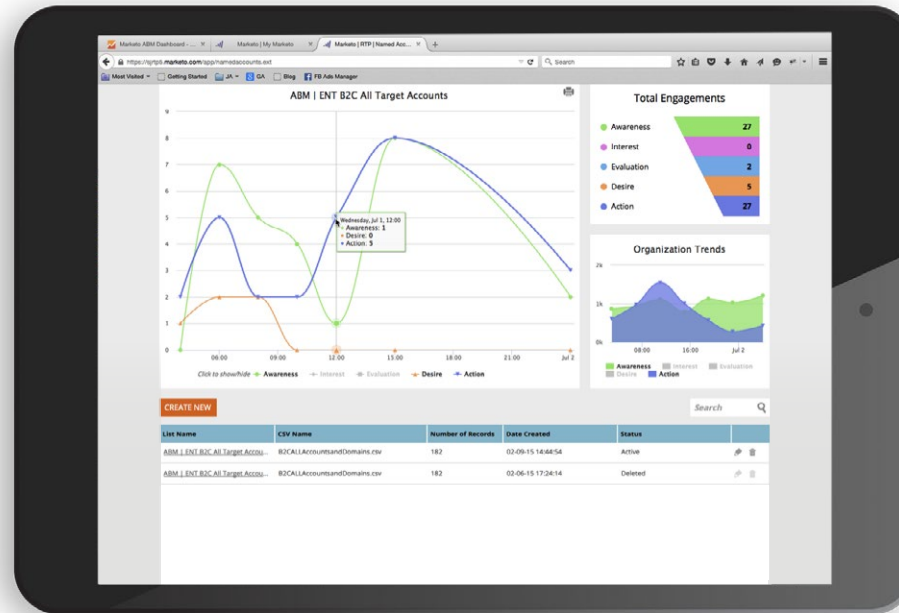 Marketo ABM Dashboard - ...
Marketo | My Marketo
Marketo | RTP | Named Acc...
https://sjrtp6.marketo.com/app/namedaccounts.ext
Search
Most Visited
Getting Started
JA
GA
Blog
FB Ads Manager
ABM | ENT B2C All Target Accounts
9
8
7
6
5
4
3
2
1
0
Wednesday, Jul 1, 12:00
Awareness: 1
Desire: 0
Action: 5
06:00 09:00 12:00 15:00 18:00 21:00 Jul 2
Click to show/hide Awareness Interest Evaluation Desire Action
Total Engagements
Awareness 27
Interest 0
Evaluation 2
Desire 5
Action 27
Organization Trends
2k
1k
0k
08:00 16:00 Jul 2
Awareness Interest Evaluation
Desire Action
CREATE NEW
Search
List Name CSV Name Number of Records Date Created Status
ABM | ENT B2C All Target Accou... B2CALLAccountsandDomains.csv 182 02-09-15 14:44:54 Active
ABM | ENT B2C All Target Accou... B2CALLAccountsandDomains.csv 182 02-06-15 17:24:14 Deleted